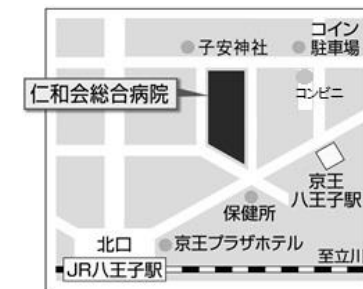 コイン
駐車場
子安神社
仁和会総合病院
コンビニ
京王
八王子駅
保健所
北口
京王プラザホテル
至立川
JR八王子駅